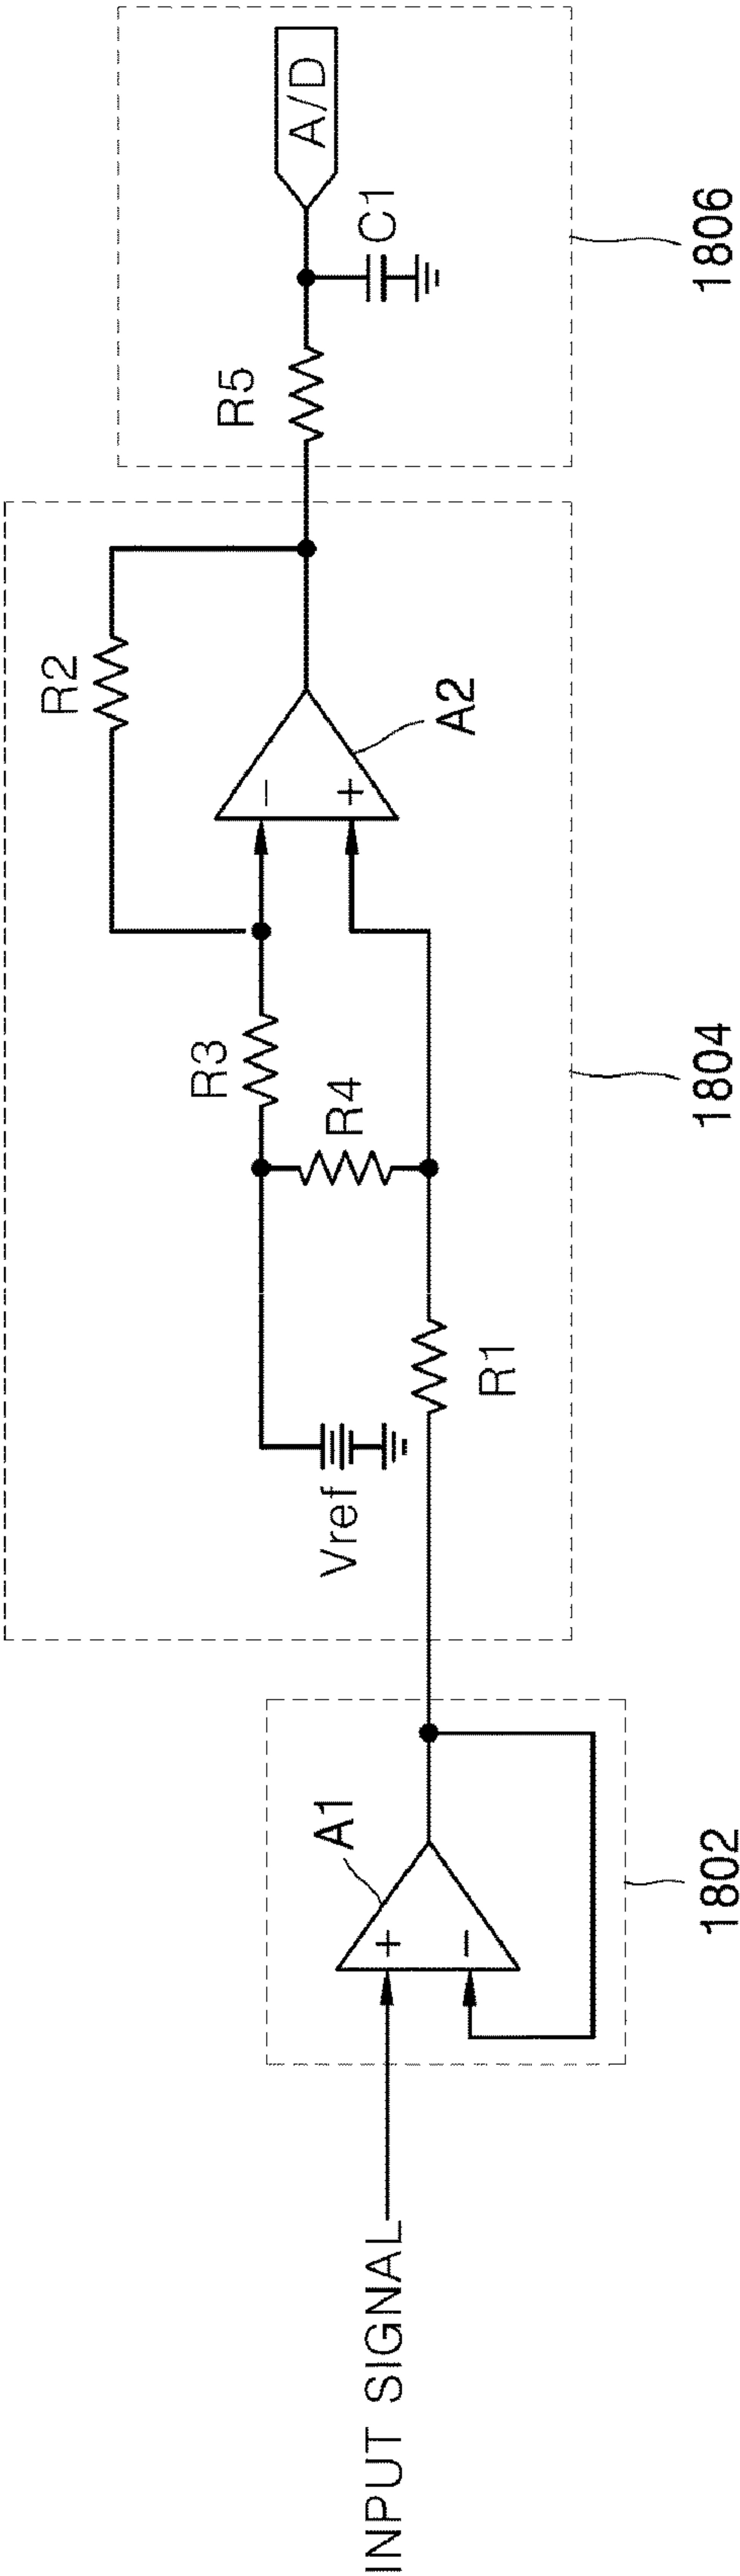 INPUT SIGNAL
+
−
A1
1802
Vref
R1
R4
R3
R2
−
+
A2
1804
R5
C1
A/D
1806